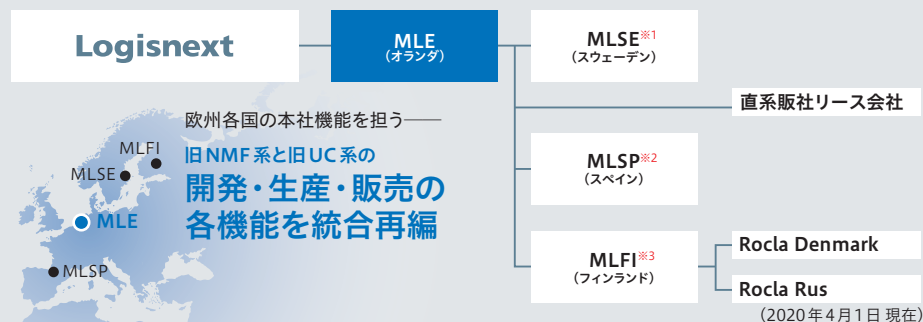 Logisnext
MLE
（オランダ）
MLSE※1
（スウェーデン）
直系販社リース会社
MLSP※2
（スペイン）
MLFI※3
（フィンランド）
Rocla Denmark
Rocla Rus
（2020年4月1日 現在）
欧州各国の本社機能を担う──
旧NMF系と旧UC系の
開発・生産・販売の
各機能を統合再編
MLFI
MLSE
MLE
MLSP